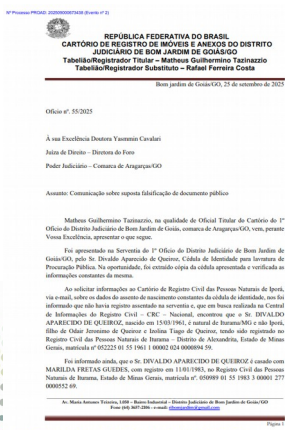 Nº Processo PROAD: 202509000673439 (Evento nº 2)
REPÚBLICA FEDERATIVA DO BRASIL
CARTÓRIO DE REGISTRO DE IMÓVEIS E ANEXOS DO DISTRITO
JUDICIÁRIO DE BOM JARDIM DE GOIÁS/GO
Tabelião/Registrador Titular – Matheus Guilhermino Tazinazzio
Tabelião/Registrador Substituto – Rafael Ferreira Costa
Bom jardim de Goiás/GO, 25 de setembro de 2025
Ofício nº. 55/2025
À sua Excelência Doutora Yasmmin Cavalari
Juíza de Direito – Diretora do Foro
Poder Judiciário – Comarca de Aragarças/GO
Assunto: Comunicação sobre suposta falsificação de documento público
Matheus Guilhermino Tazinazzio, na qualidade de Oficial Titular do Cartório do 1º
Ofício do Distrito Judiciário de Bom Jardim de Goiás, comarca de Aragarças/GO, vem, perante
Vossa Excelência, apresentar o que segue.
Foi apresentado na Serventia do 1º Ofício do Distrito Judiciário de Bom Jardim de
Goiás/GO, pelo Sr. Divaldo Aparecido de Queiroz, Cédula de Identidade para lavratura de
Procuração Pública. Na oportunidade, foi extraído cópia da cédula apresentada e verificada as
informações constantes da mesma.
Ao solicitar informações ao Cartório de Registro Civil das Pessoas Naturais de Iporá,
via e-mail, sobre os dados do assento de nascimento constantes da cédula de identidade, nos foi
informado que não havia registro assentado na serventia e, que em busca realizada na Central
de Informações do Registro Civil – CRC – Nacional, encontrou que o Sr. DIVALDO
APARECIDO DE QUEIROZ, nascido em 15/03/1961, é natural de Iturama/MG e não Iporá,
filho de Odair Jeronimo de Queiroz e Izolina Tiago de Queiroz, tendo sido registrado no
Registro Civil das Pessoas Naturais de Iturama – Distrito de Alexandrita, Estado de Minas
Gerais, matrícula nº 052225 01 55 1961 1 00002 024 0000894 59.
Foi informado ainda, que o Sr. DIVALDO APARECIDO DE QUEIROZ é casado com
MARILDA FRETAS GUEDES, com registro em 11/01/1983, no Registro Civil das Pessoas
Naturais de Iturama, Estado de Minas Gerais, matrícula nº. 050989 01 55 1983 3 00001 277
0000552 69.
Av. Maria Antunes Teixeira, 1.038 – Bairro Industrial – Distrito Judiciário de Bom Jardim de Goiás/GO
Página 1